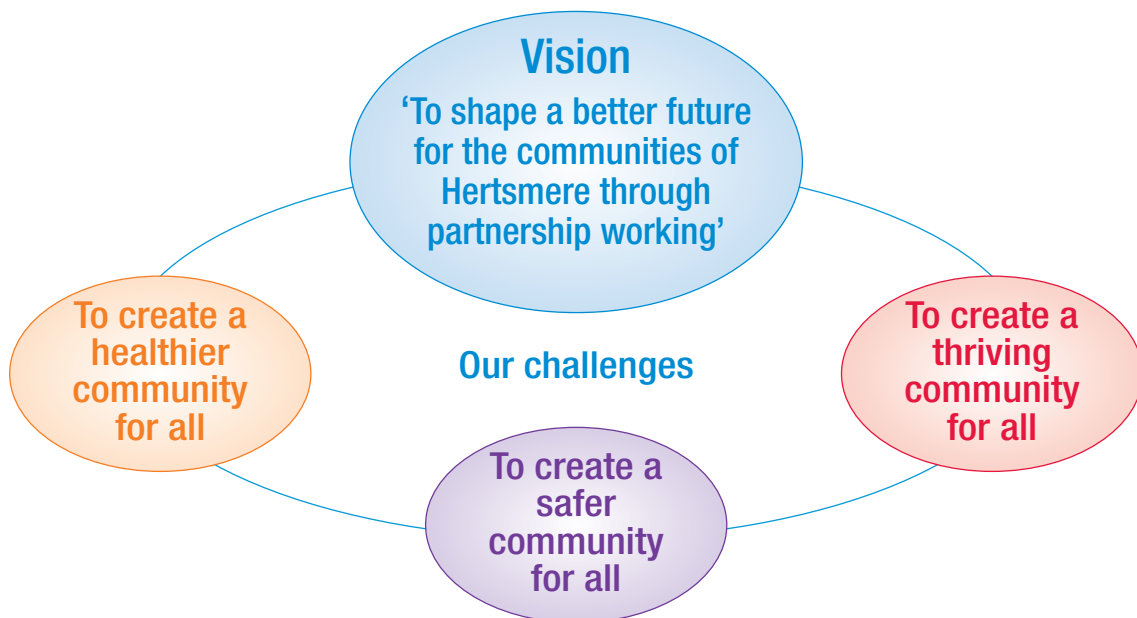 Vision
‘To shape a better future
for the communities of
Hertsmere through
partnership working’
To create a
healthier
community
for all
Our challenges
To create a
thriving
community
for all
To create a
safer
community
for all